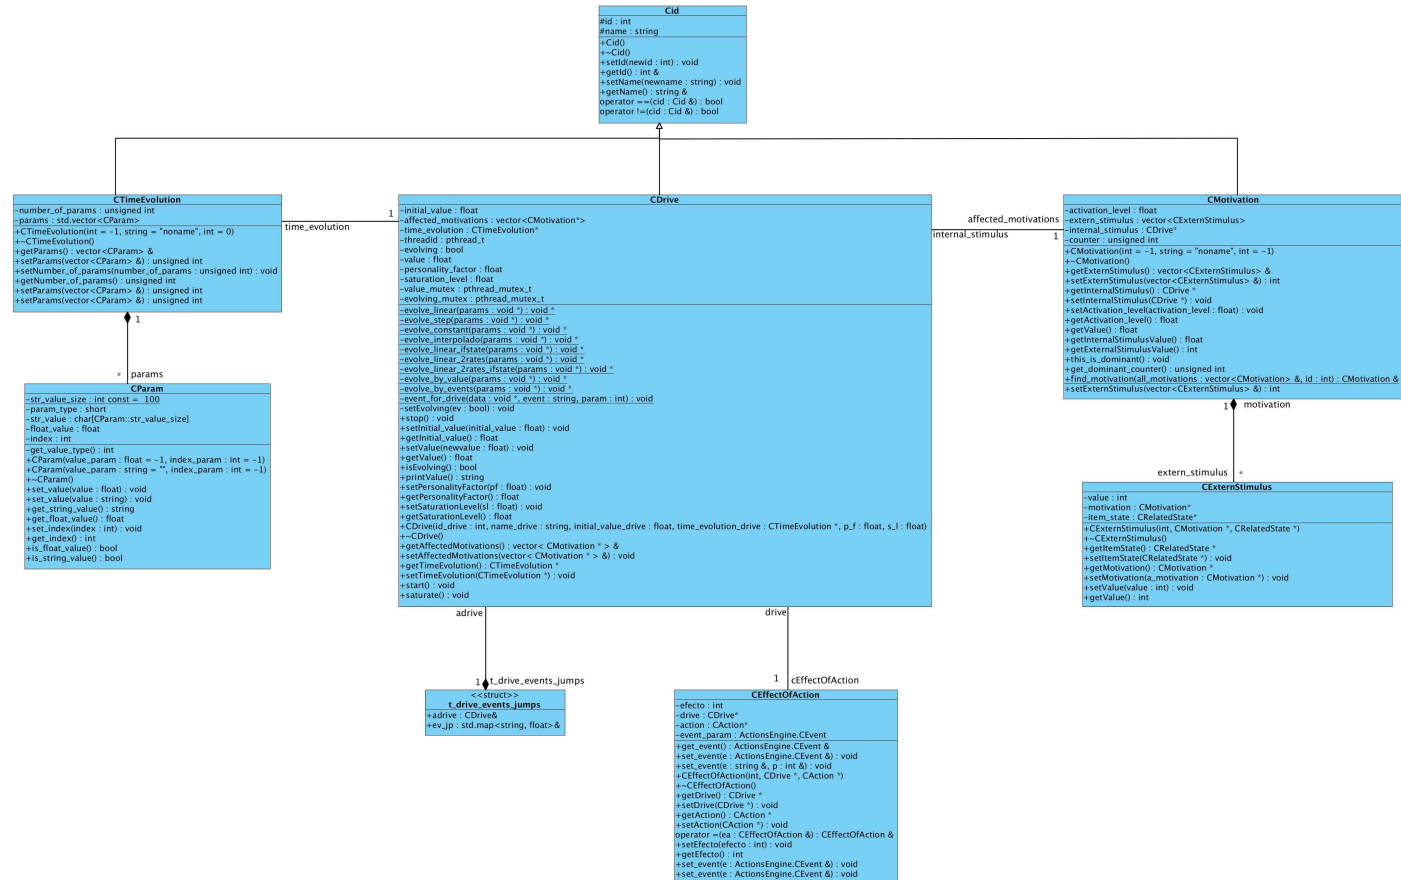 Cid
#id : int
#name : string
+Cid()
+~Cid()
+setId(newid : int) : void
+getId() : int &
+setName(newname : string) : void
+getName() : string &
operator ==(cid : Cid &) : bool
operator !=(cid : Cid &) : bool
CTimeEvolution
-number_of_params : unsigned int
-params : std.vector<CParam>
+CTimeEvolution(int = -1, string = "noname", int = 0)
+~CTimeEvolution()
+getParams() : vector<CParam> &
+setParams(vector<CParam> &) : unsigned int
+setNumber_of_params(number_of_params : unsigned int) : void
+getNumber_of_params() : unsigned int
+setParams(vector<CParam> &) : unsigned int
+setParams(vector<CParam> &) : unsigned int
1
time_evolution
1
* params
CParam
-str_value_size : int const = 100
-param_type : short
-str_value : char[CParam::str_value_size]
-float_value : float
-index : int
-get_value_type() : int
+CParam(value_param : float = -1, index_param : int = -1)
+CParam(value_param : string = "", index_param : int = -1)
+~CParam()
+set_value(value : float) : void
+set_value(value : string) : void
+get_string_value() : string
+get_float_value() : float
+set_index(index : int) : void
+get_index() : int
+is_float_value() : bool
+is_string_value() : bool
CDrive
-initial_value : float
-affected_motivations : vector<CMotivation*>
-time_evolution : CTimeEvolution*
-threadid : pthread_t
-evolving : bool
-value : float
-personality_factor : float
-saturation_level : float
-value_mutex : pthread_mutex_t
-evolving_mutex : pthread_mutex_t
-evolve_linear(params : void *) : void *
-evolve_step(params : void *) : void *
-evolve_constant(params : void *) : void *
-evolve_interpolado(params : void *) : void *
-evolve_linear_ifstate(params : void *) : void *
-evolve_linear_2rates(params : void *) : void *
-evolve_linear_2rates_ifstate(params : void *) : void *
-evolve_by_value(params : void *) : void *
-evolve_by_events(params : void *) : void *
-event_for_drive(data : void *, event : string, param : int) : void
-setEvolving(ev : bool) : void
+stop() : void
+setInitial_value(initial_value : float) : void
+getInitial_value() : float
+setValue(newvalue : float) : void
+getValue() : float
+isEvolving() : bool
+printValue() : string
+setPersonalityFactor(pf : float) : void
+getPersonalityFactor() : float
+setSaturationLevel(sl : float) : void
+getSaturationLevel() : float
+CDrive(id_drive : int, name_drive : string, initial_value_drive : float, time_evolution_drive : CTimeEvolution *, p_f : float, s_l : float)
+~CDrive()
+getAffectedMotivations() : vector< CMotivation * > &
+setAffectedMotivations(vector< CMotivation * > &) : void
+getTimeEvolution() : CTimeEvolution *
+setTimeEvolution(CTimeEvolution *) : void
+start() : void
+saturate() : void
affected_motivations
internal_stimulus
1
CMotivation
-activation_level : float
-extern_stimulus : vector<CExternStimulus>
-internal_stimulus : CDrive*
-counter : unsigned int
+CMotivation(int = -1, string = "noname", int = -1)
+~CMotivation()
+getExternStimulus() : vector<CExternStimulus> &
+setExternStimulus(vector<CExternStimulus> &) : int
+getInternalStimulus() : CDrive *
+setInternalStimulus(CDrive *) : void
+setActivation_level(activation_level : float) : void
+getActivation_level() : float
+getValue() : float
+getInternalStimulusValue() : float
+getExternalStimulusValue() : int
+this_is_dominant() : void
+get_dominant_counter() : unsigned int
+find_motivation(all_motivations : vector<CMotivation> &, id : int) : CMotivation &
+setExternStimulus(vector<CExternStimulus> &) : int
1 motivation
extern_stimulus *
CExternStimulus
-value : int
-motivation : CMotivation*
-item_state : CRelatedState*
+CExternStimulus(int, CMotivation *, CRelatedState *)
+~CExternStimulus()
+getItemState() : CRelatedState *
+setItemState(CRelatedState *) : void
+getMotivation() : CMotivation *
+setMotivation(a_motivation : CMotivation *) : void
+setValue(value : int) : void
+getValue() : int
adrive
1 t_drive_events_jumps
<<struct>>
t_drive_events_jumps
+adrive : CDrive&
+ev_jp : std.map<string, float>&
drive
1 cEffectOfAction
CEffectOfAction
-efecto : int
-drive : CDrive*
-action : CAction*
-event_param : ActionsEngine.CEvent
+get_event() : ActionsEngine.CEvent &
+set_event(e : ActionsEngine.CEvent &) : void
+set_event(e : string &, p : int &) : void
+CEffectOfAction(int, CDrive *, CAction *)
+~CEffectOfAction()
+getDrive() : CDrive *
+setDrive(CDrive *) : void
+getAction() : CAction *
+setAction(CAction *) : void
operator =(ea : CEffectOfAction &) : CEffectOfAction &
+setEfecto(efecto : int) : void
+getEfecto() : int
+set_event(e : ActionsEngine.CEvent &) : void
+set_event(e : ActionsEngine.CEvent &) : void